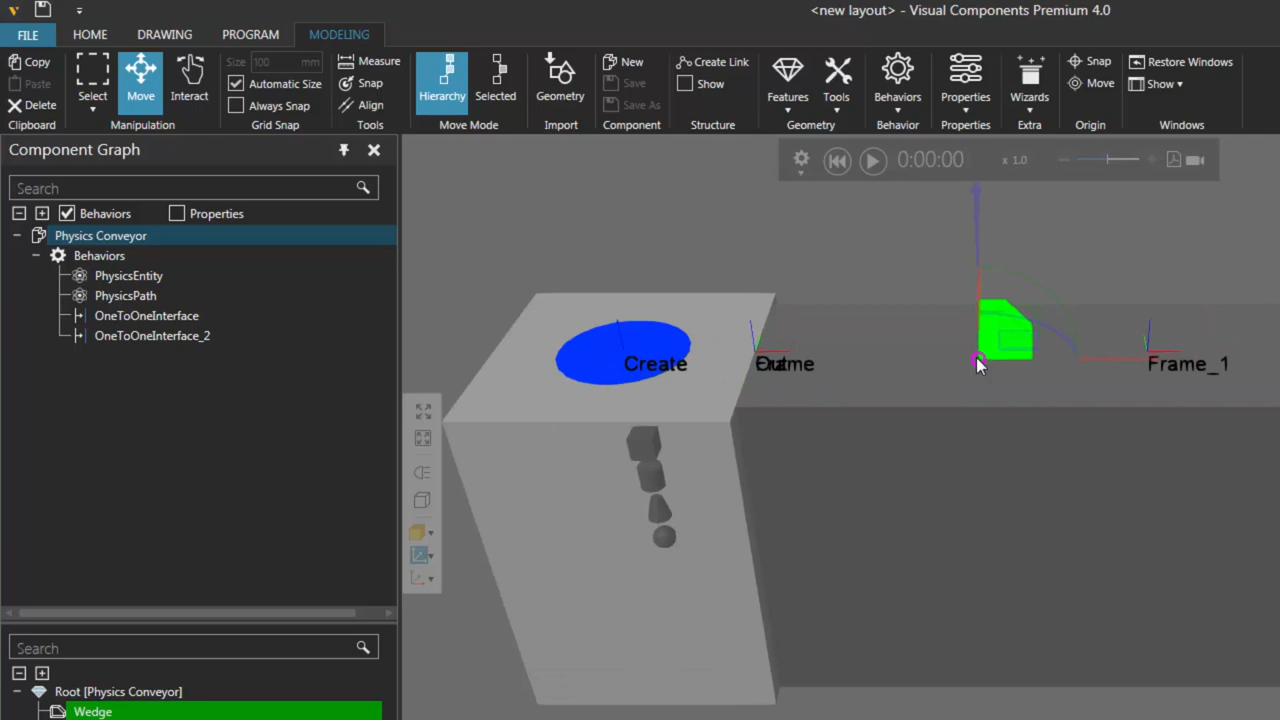 <new layout> - Visual Components Premium 4.0
FILE HOME DRAWING PROGRAM MODELING
Copy
Paste
Delete
Clipboard
Select
Move
Interact
Manipulation
Size 100 mm
Automatic Size
Always Snap
Grid Snap
Measure
Snap
Align
Tools
Hierarchy
Selected
Move Mode
Geometry
Import
New
Save
Save As
Component
Create Link
Show
Structure
Features
Tools
Geometry
Behaviors
Behavior
Properties
Properties
Wizards
Extra
Snap
Move
Origin
Restore Windows
Show
Windows
Component Graph
Search
Behaviors Properties
Physics Conveyor
Behaviors
PhysicsEntity
PhysicsPath
OneToOneInterface
OneToOneInterface_2
Search
Root [Physics Conveyor]
Wedge
0:00:00 x 1.0
Create
Frame
Frame_1